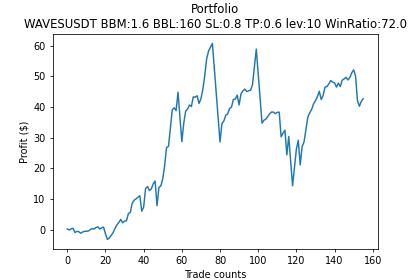 Portfolio
WAVESUSDT BBM:1.6 BBL:160 SL:0.8 TP:0.6 lev:10 WinRatio:72.0
60
50
40
30
20
10
0
Profit ($)
0 20 40 60 80 100 120 140 160
Trade counts